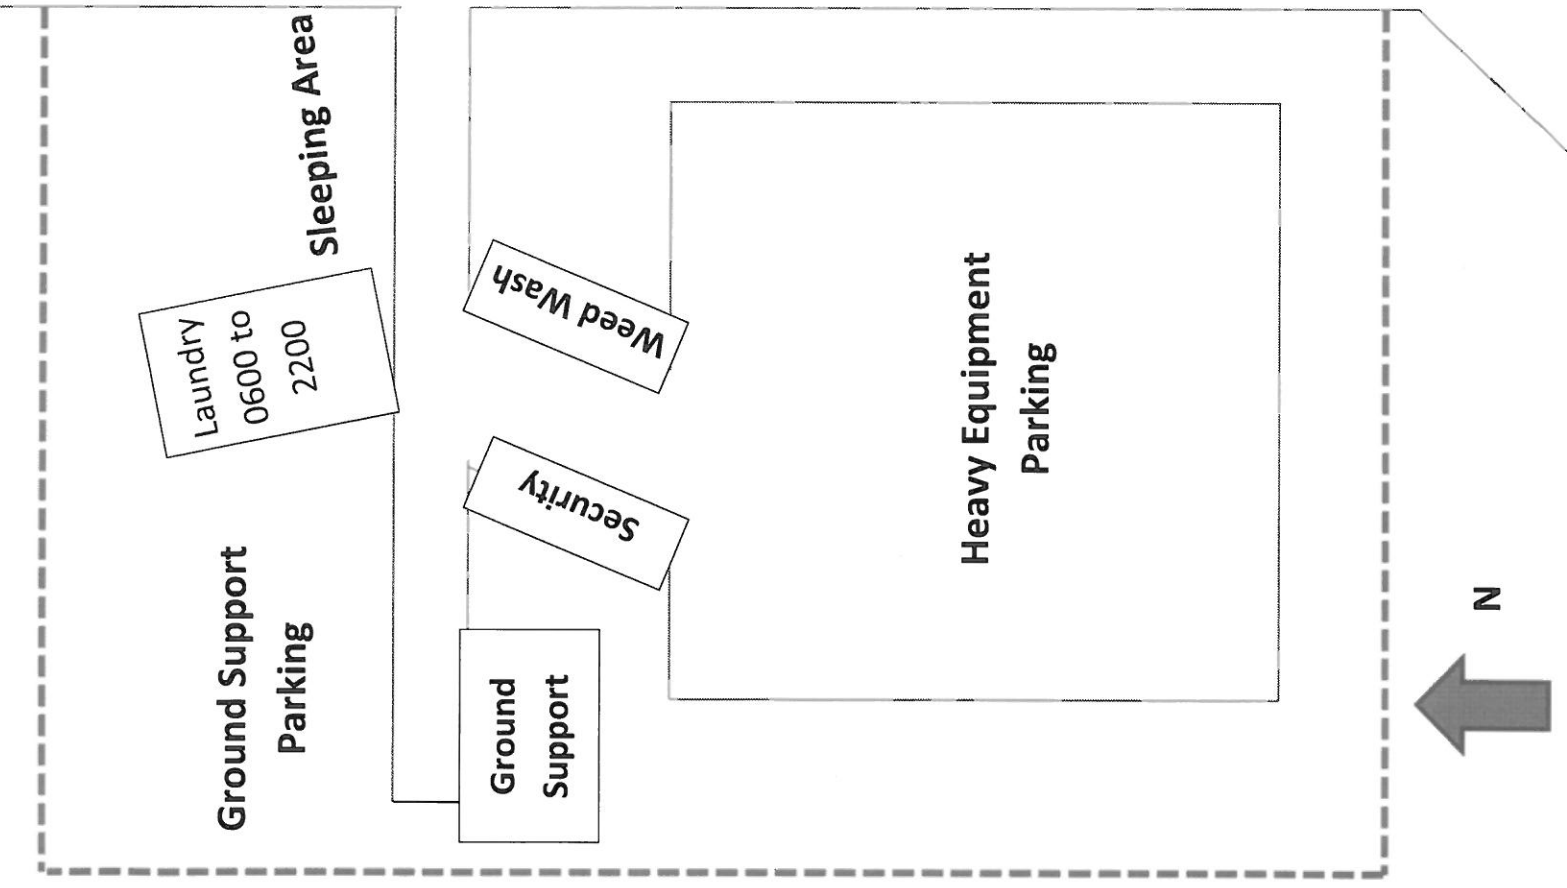 Sleeping Area
Laundry
0600 to
2200
Ground Support
Parking
Weed Wash
Security
Ground
Support
Heavy Equipment
Parking
N